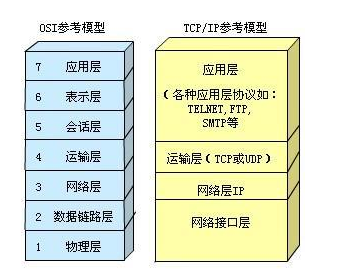 OSI参考模型
7 应用层
6 表示层
5 会话层
4 运输层
3 网络层
2 数据链路层
1 物理层
TCP/IP参考模型
应用层
（各种应用层协议如：
TELNET,FTP,
SMTP等
运输层（TCP或UDP）
网络层IP
网络接口层